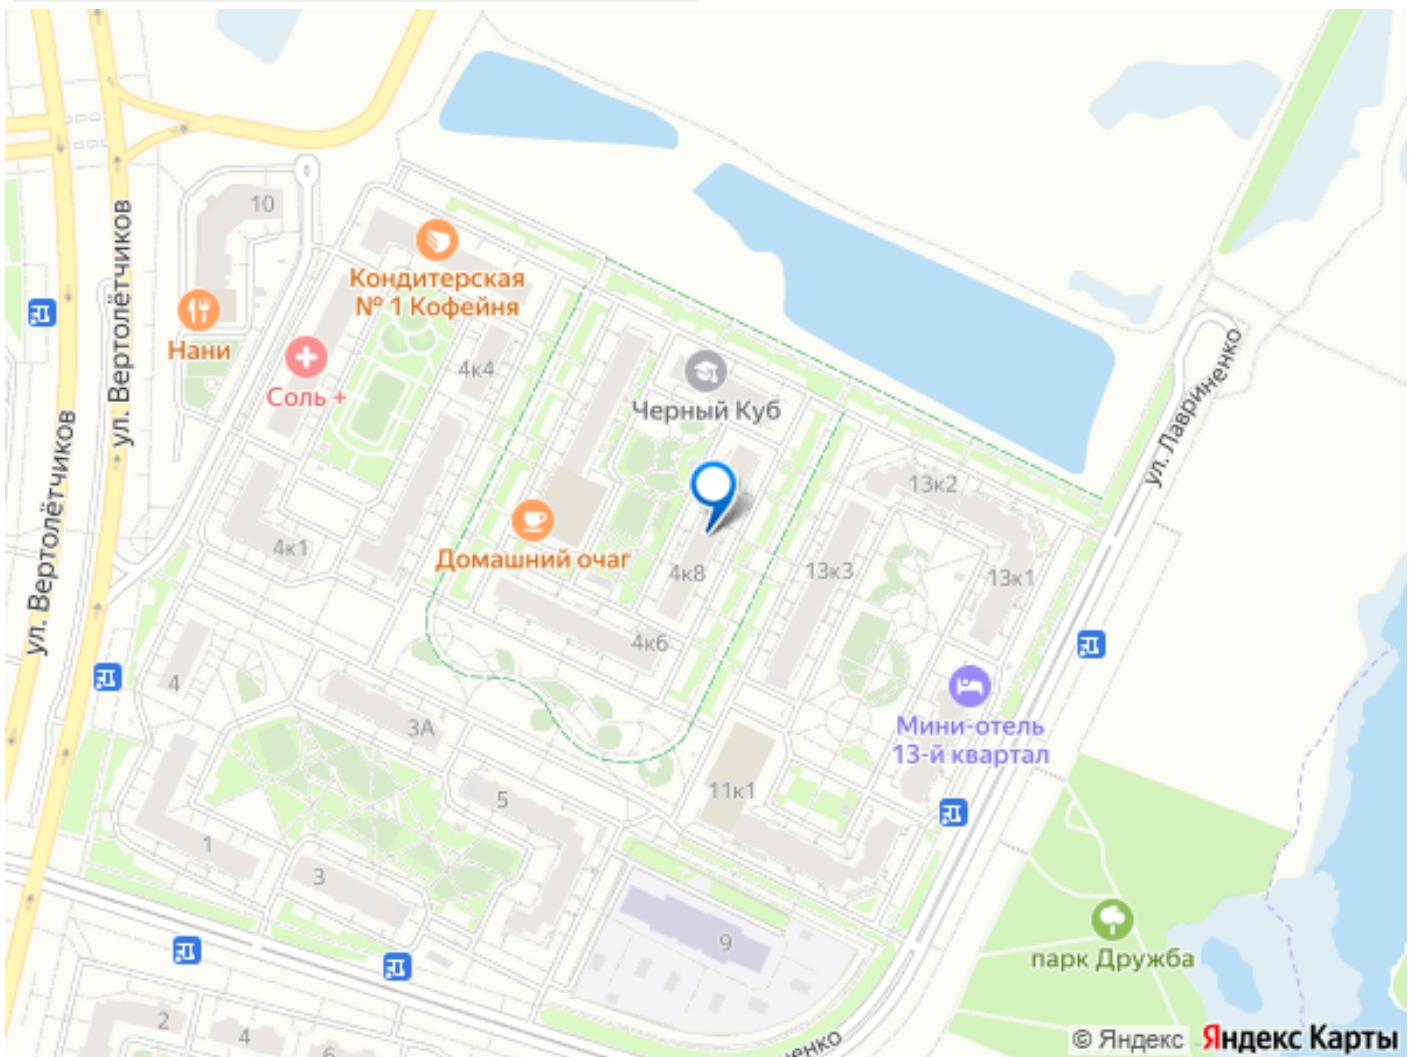 ул. Вертолётчиков
ул. Вертолётчиков
10
Кондитерская
№ 1 Кофейня
Нани
Соль +
4к4
Черный Куб
ул. Лавриненко
13к2
4к1
Домашний очаг
4к8
13к3
13к1
4к6
4
3А
Мини-отель
13-й квартал
5
11к1
1
3
9
парк Дружба
2
4
6
енко
© Яндекс
Яндекс Карты